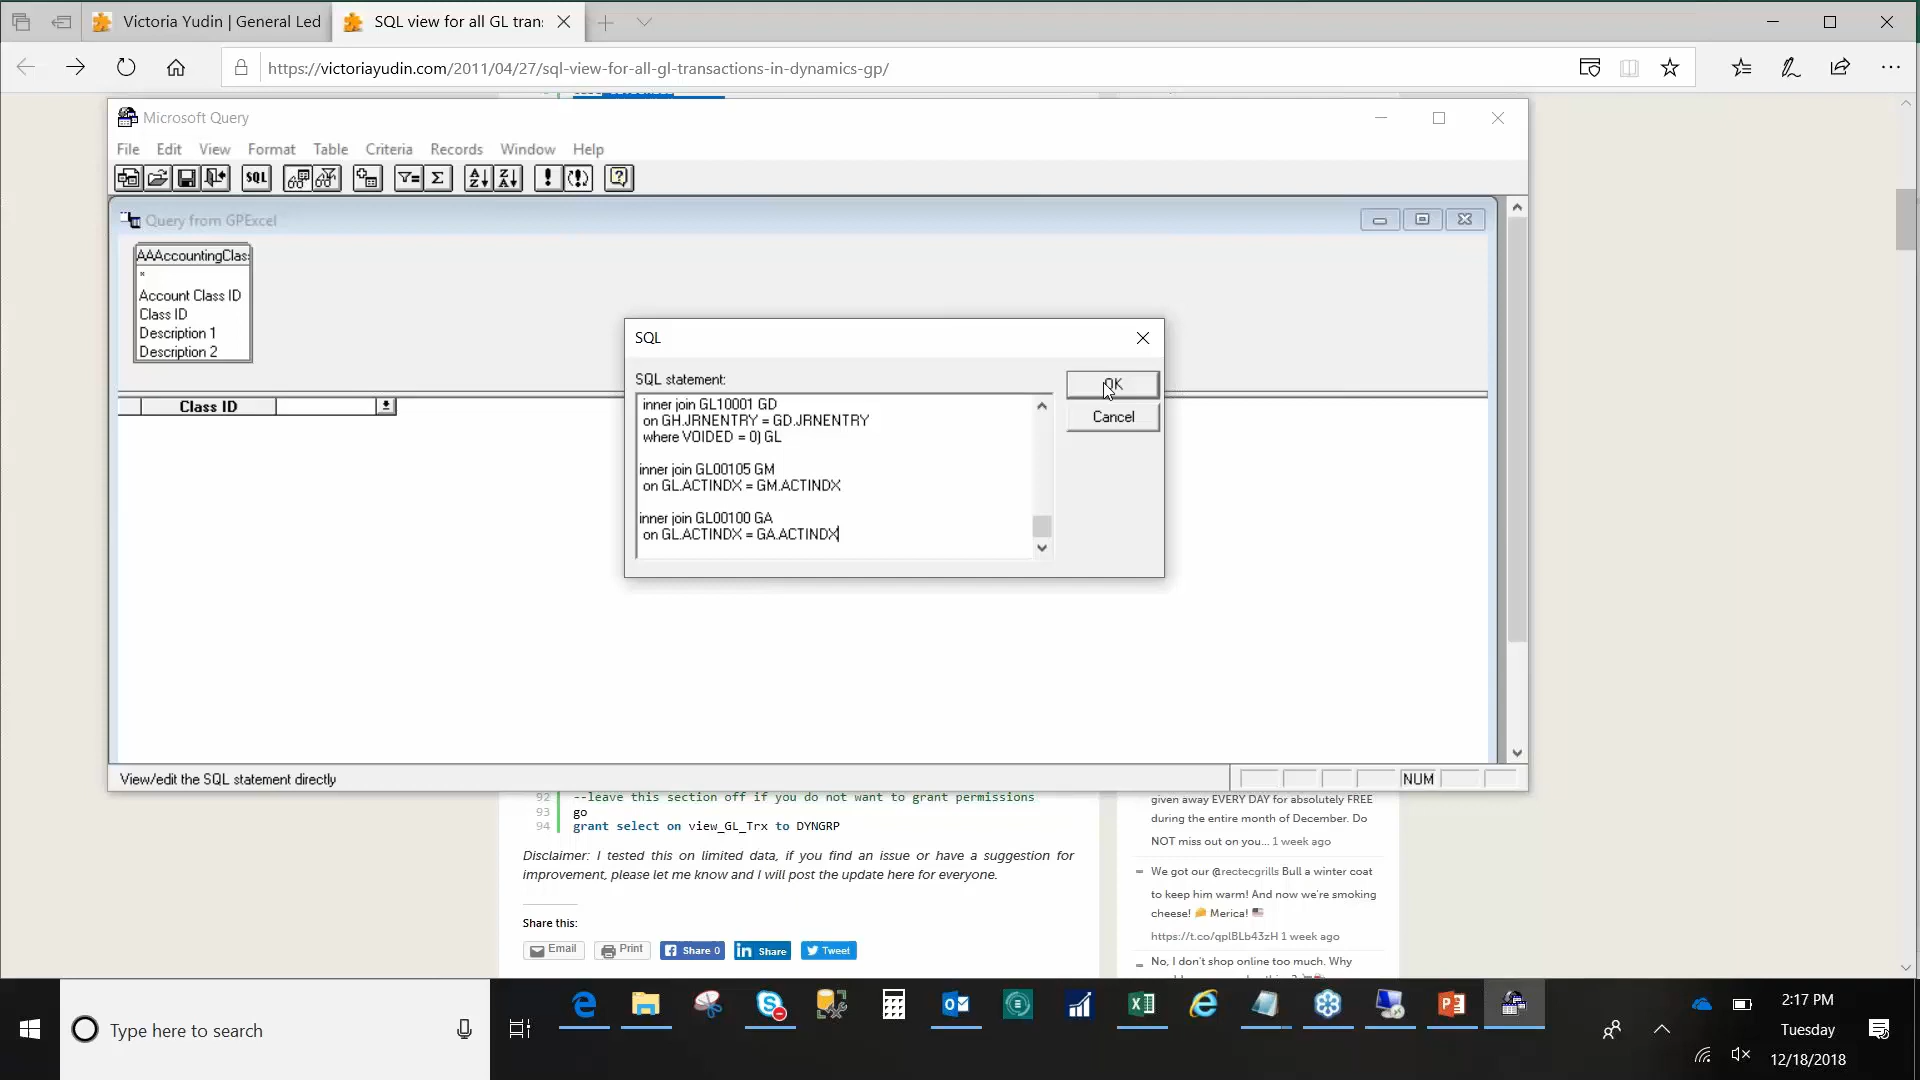 Victoria Yudin | General Led
SQL view for all GL tran:
https://victoriayudin.com/2011/04/27/sql-view-for-all-gl-transactions-in-dynamics-gp/
Microsoft Query
File Edit View Format Table Criteria Records Window Help
SQL
Query from GPExcel
AAAccountingClas:
*
Account Class ID
Class ID
Description 1
Description 2
Class ID
SQL
SQL statement:
inner join GL10001 GD
on GH.JRNENTRY = GD.JRNENTRY
where VOIDED = 0) GL
inner join GL00105 GM
on GL.ACTINDX = GM.ACTINDX
inner join GL00100 GA
on GL.ACTINDX = GA.ACTINDX
OK
Cancel
View/edit the SQL statement directly
NUM
92 --leave this section off if you do not want to grant permissions
93 go
94 grant select on view_GL_Trx to DYNGRP
Disclaimer: I tested this on limited data, if you find an issue or have a suggestion for
improvement, please let me know and I will post the update here for everyone.
Share this:
Email Print Share 0 Share Tweet
given away EVERY DAY for absolutely FREE
during the entire month of December. Do
NOT miss out on you... 1 week ago
We got our @rectecgrills Bull a winter coat
to keep him warm! And now we're smoking
cheese! 🧀 Merica! 🇺🇸
https://t.co/qplBLb43zH 1 week ago
No, I don't shop online too much. Why
Type here to search
2:17 PM
Tuesday
12/18/2018